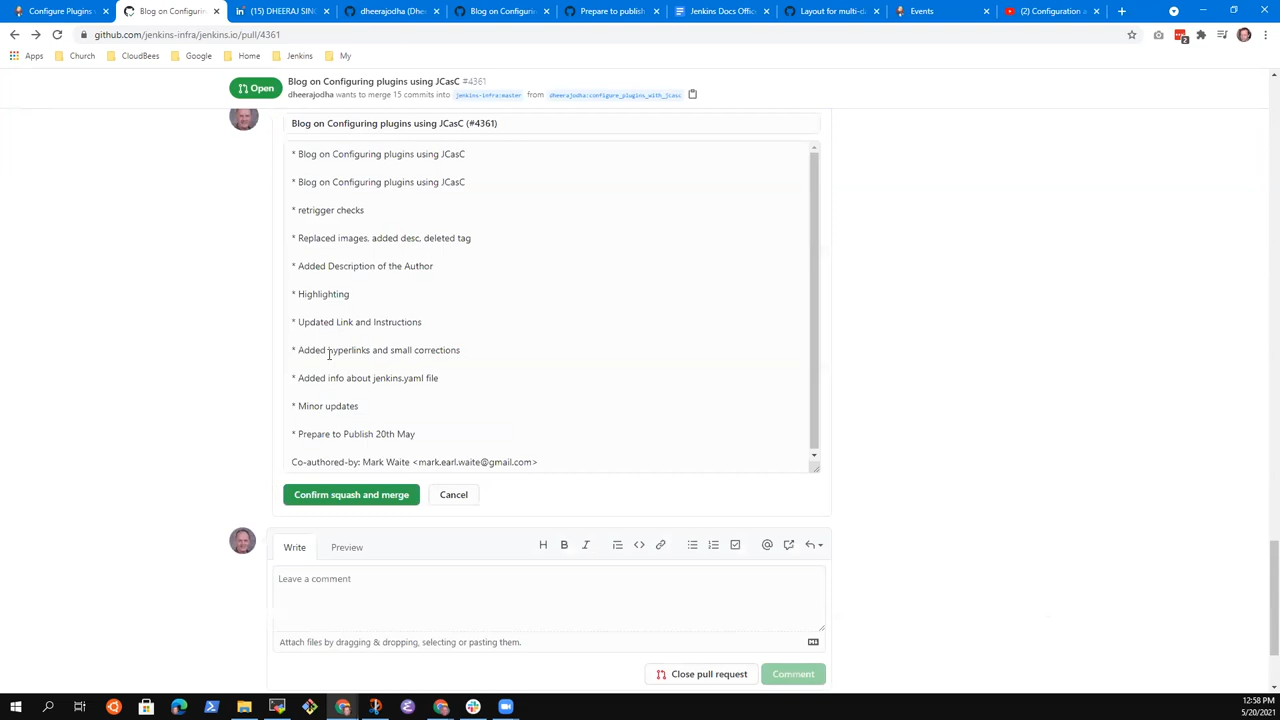 Configure Plugins
Blog on Configuri
(15) DHEERAJ SIN
dheerajodha (Dhe
Blog on Configur
Prepare to publish
Jenkins Docs Offic
Layout for multi-d
Events
(2) Configuration a
github.com/jenkins-infra/jenkins.io/pull/4361
Apps
Church
CloudBees
Google
Home
Jenkins
My
Open
Blog on Configuring plugins using JCasC #4361
dheerajodha wants to merge 15 commits into jenkins-infra:master from dheerajodha:configure_plugins_with_jcasc
Blog on Configuring plugins using JCasC (#4361)
* Blog on Configuring plugins using JCasC
* Blog on Configuring plugins using JCasC
* retrigger checks
* Replaced images, added desc, deleted tag
* Added Description of the Author
* Highlighting
* Updated Link and Instructions
* Added hyperlinks and small corrections
* Added info about jenkins.yaml file
* Minor updates
* Prepare to Publish 20th May
Co-authored-by: Mark Waite <mark.earl.waite@gmail.com>
Confirm squash and merge
Cancel
Write
Preview
Leave a comment
Attach files by dragging & dropping, selecting or pasting them.
Close pull request
Comment
12:58 PM
5/20/2021